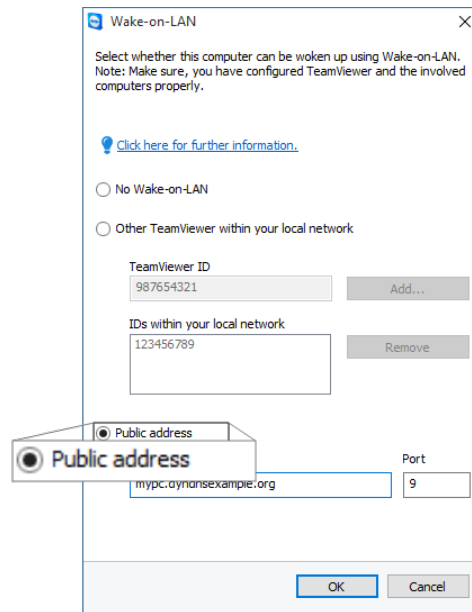 Wake-on-LAN
Select whether this computer can be woken up using Wake-on-LAN.
Note: Make sure, you have configured TeamViewer and the involved
computers properly.
Click here for further information.
No Wake-on-LAN
Other TeamViewer within your local network
TeamViewer ID
987654321
Add...
IDs within your local network
123456789
Remove
Public address
Public address
Port
mypc.dyndnsexample.org
9
OK
Cancel